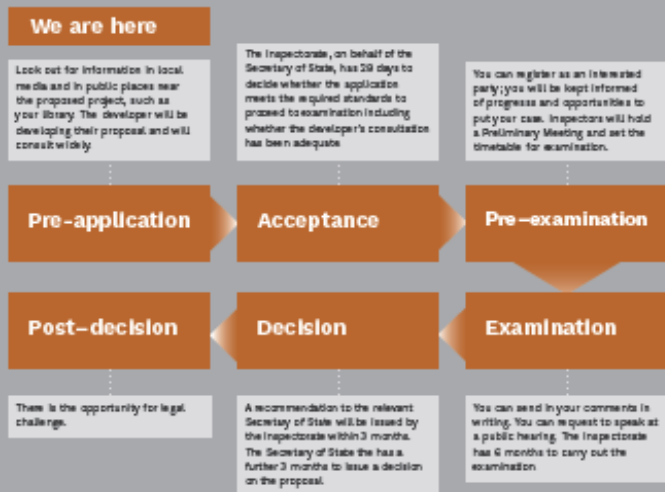 We are here
Look out for information in local
media and in public places near
the proposed project, such as
your library. The developer will be
developing their proposal and will
consult widely.
The Inspectorate, on behalf of the
Secretary of State, has 28 days to
decide whether the application
meets the required standards to
proceed to examination including
whether the developer's consultation
has been adequate
You can register as an interested
party; you will be kept informed
of progress and opportunities to
put your case. Inspectors will hold
a Preliminary Meeting and set the
timetable for examination.
Pre-application
Acceptance
Pre-examination
Post-decision
Decision
Examination
There is the opportunity for legal
challenge.
A recommendation to the relevant
Secretary of State will be issued by
the Inspectorate within 3 months.
The Secretary of State the has a
further 3 months to issue a decision
on the proposal
You can send in your comments in
writing. You can request to speak at
a public hearing. The Inspectorate
has 6 months to carry out the
examination